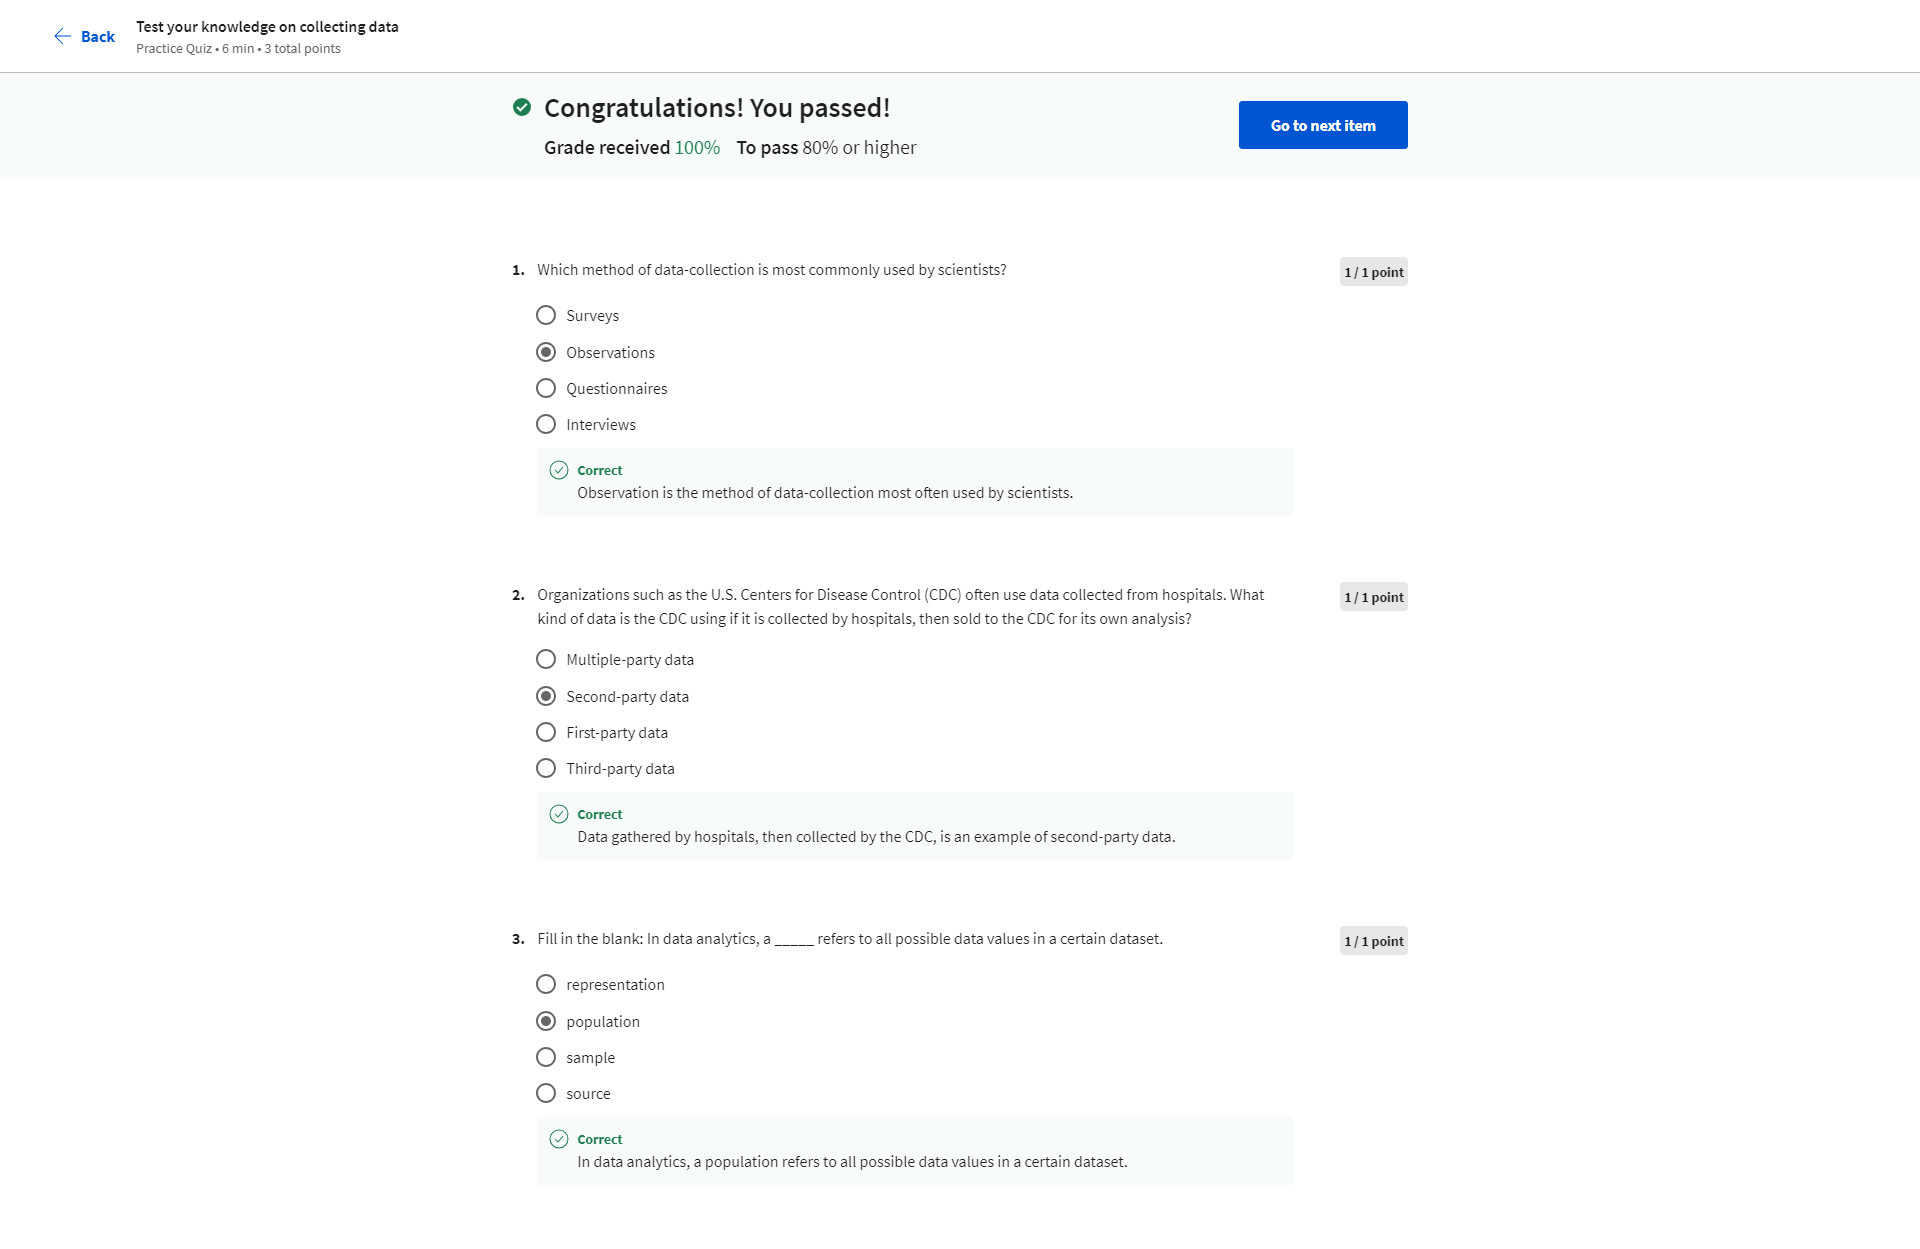 Back
Test your knowledge on collecting data
Practice Quiz • 6 min • 3 total points
Congratulations! You passed!
Grade received 100% To pass 80% or higher
Go to next item
1. Which method of data-collection is most commonly used by scientists?
1 / 1 point
Surveys
Observations
Questionnaires
Interviews
Correct
Observation is the method of data-collection most often used by scientists.
2. Organizations such as the U.S. Centers for Disease Control (CDC) often use data collected from hospitals. What
kind of data is the CDC using if it is collected by hospitals, then sold to the CDC for its own analysis?
1 / 1 point
Multiple-party data
Second-party data
First-party data
Third-party data
Correct
Data gathered by hospitals, then collected by the CDC, is an example of second-party data.
3. Fill in the blank: In data analytics, a _____ refers to all possible data values in a certain dataset.
1 / 1 point
representation
population
sample
source
Correct
In data analytics, a population refers to all possible data values in a certain dataset.